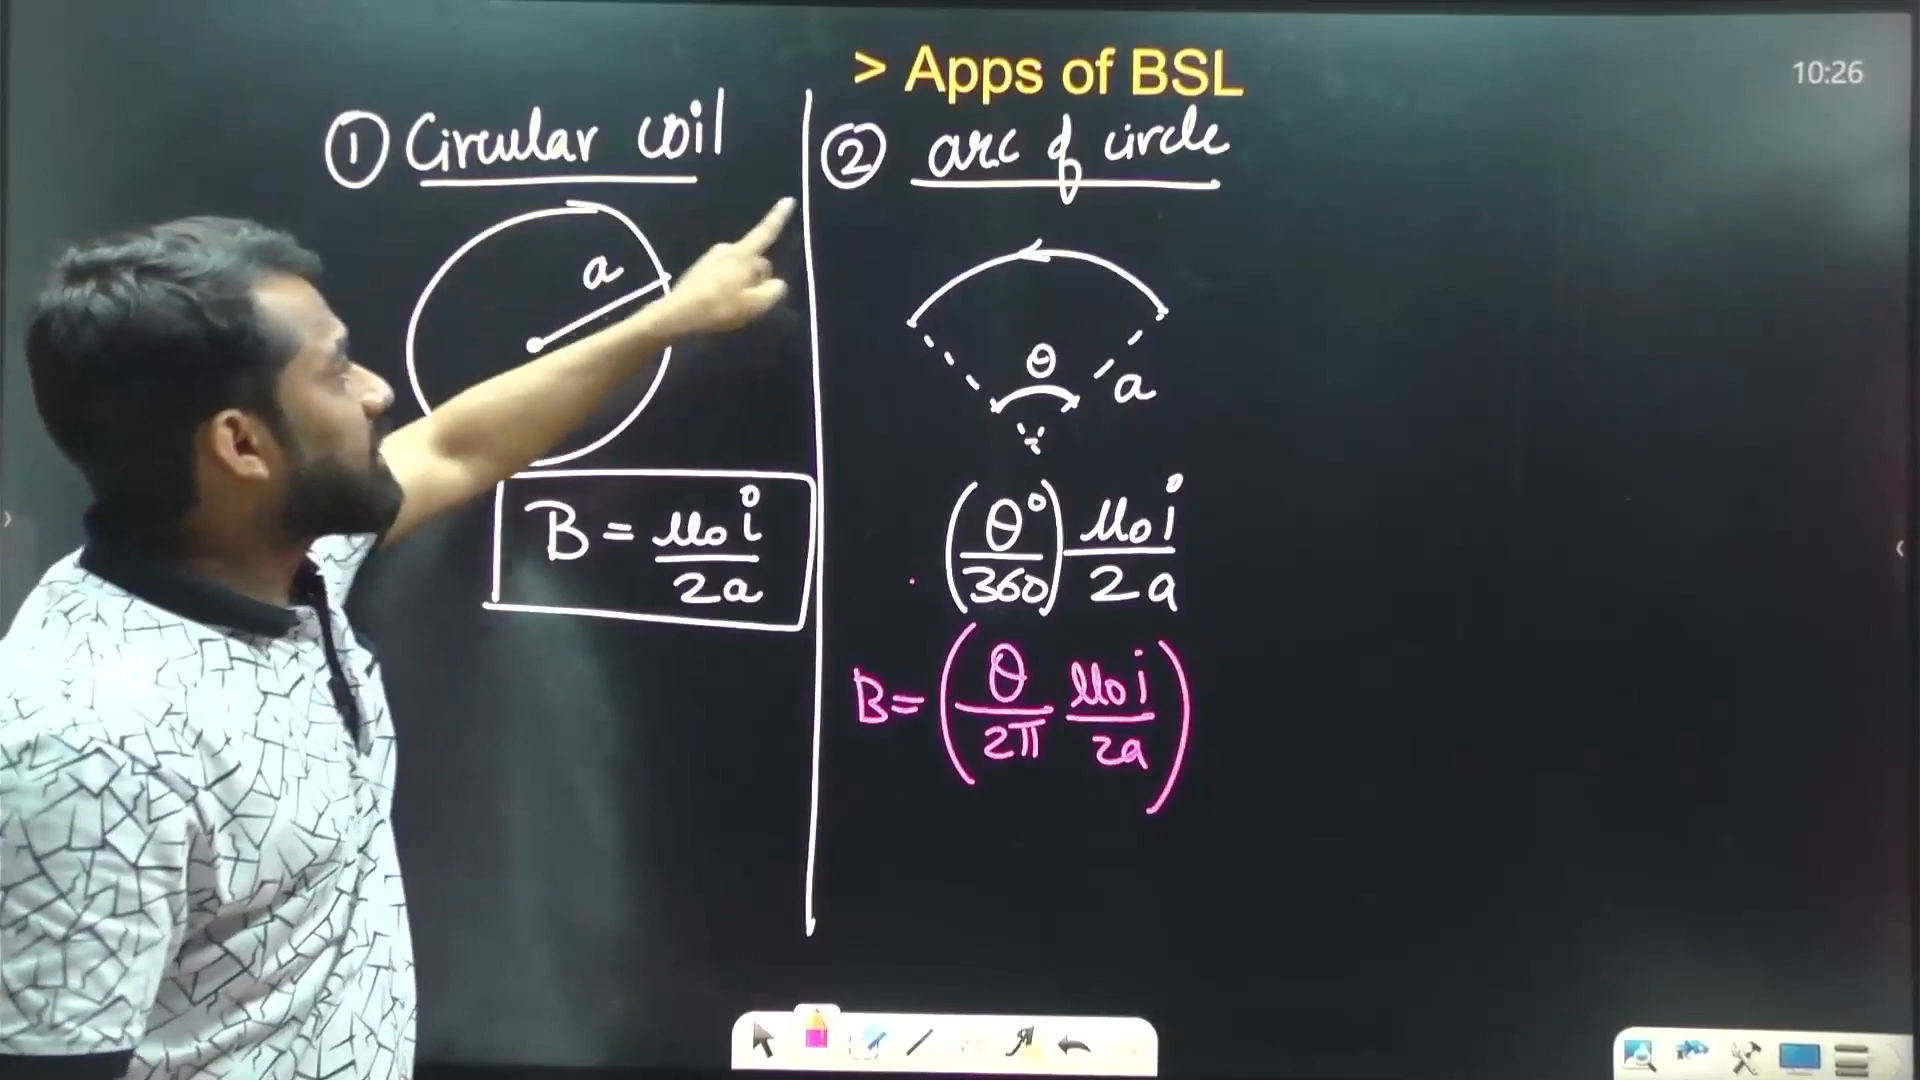 > Apps of BSL
10:26
① Circular coil
a
B = μ₀i/2a
② arc of circle
θ
a
(θ°/360) μ₀i/2a
B = (θ/2π μ₀i/2a)